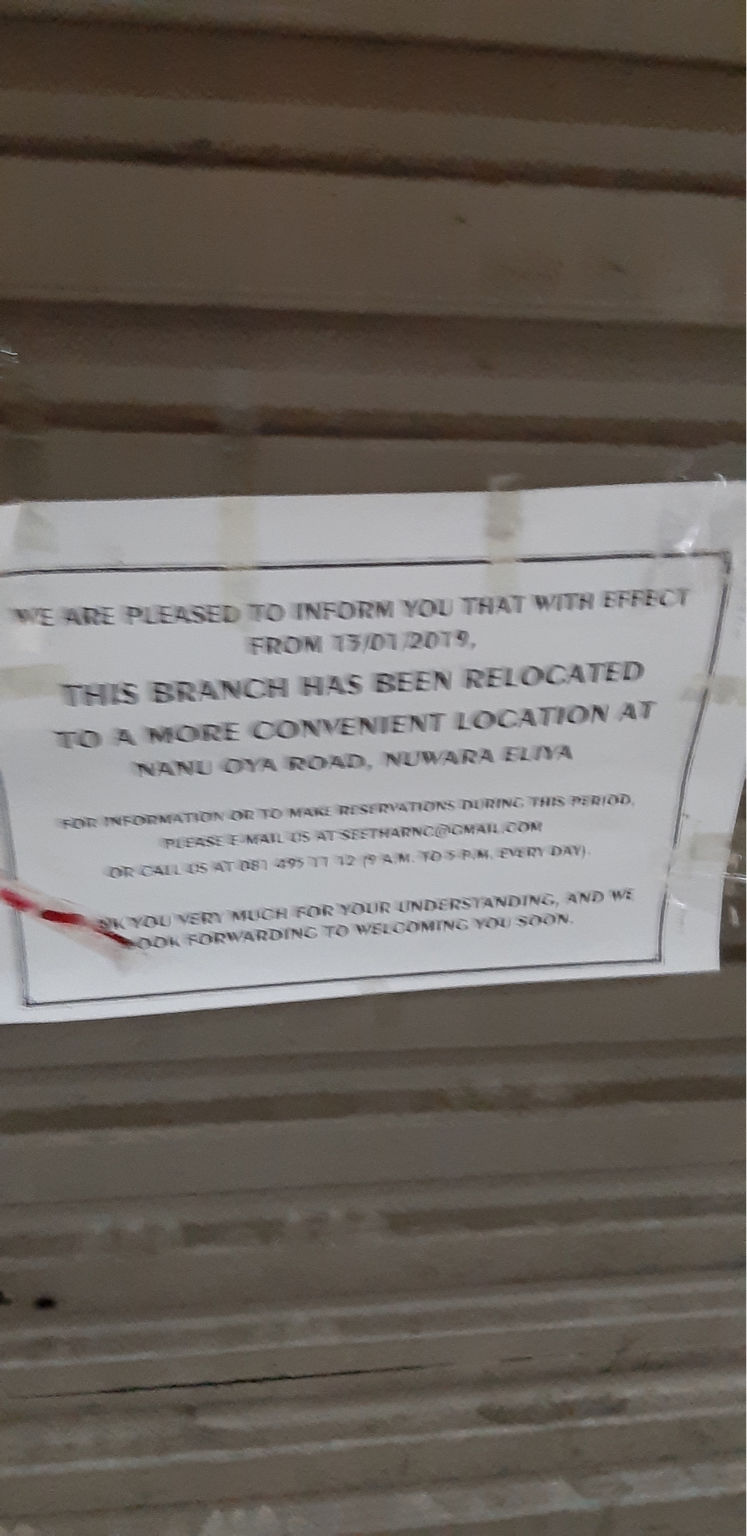 WE ARE PLEASED TO INFORM YOU THAT WITH EFFECT
FROM 15/01/2019,
THIS BRANCH HAS BEEN RELOCATED
TO A MORE CONVENIENT LOCATION AT
NANU OYA ROAD, NUWARA ELIYA
FOR INFORMATION OR TO MAKE RESERVATIONS DURING THIS PERIOD,
PLEASE E-MAIL US AT SEETHARNC@GMAIL.COM
OR CALL US AT 081 495 11 12 (9 A.M. TO 5 P.M. EVERY DAY).
YOU VERY MUCH FOR YOUR UNDERSTANDING, AND WE
LOOK FORWARDING TO WELCOMING YOU SOON.